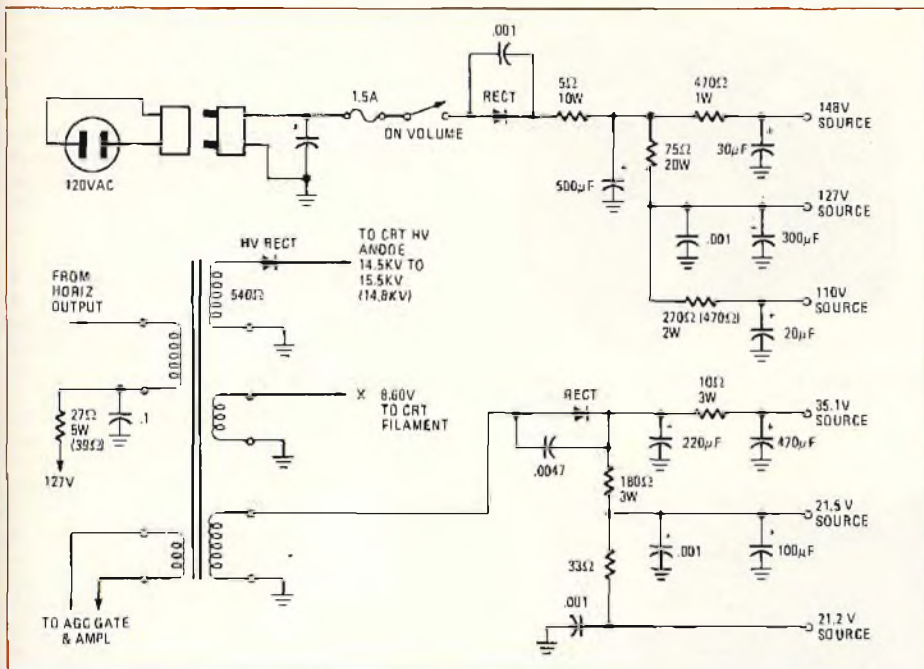 .001
1.5A
RECT
5Ω
10W
470Ω
1W
148V
SOURCE
ON VOLUME
120VAC
75Ω
20W
30µF
500µF
127V
SOURCE
.001
300µF
HV RECT
TO CRT HV
ANODE
14.5KV TO
15.5KV
(14.8KV)
540Ω
FROM
HORIZ
OUTPUT
110V
SOURCE
270Ω (470Ω)
2W
20µF
27Ω
5W
(39Ω)
.1
127V
X 8.60V
TO CRT
FILAMENT
RECT
10Ω
3W
35.1V
SOURCE
.0047
220µF
470µF
180Ω
3W
21.5V
SOURCE
.001
100µF
33Ω
.001
21.2V
SOURCE
TO AGC GATE
& AMPL